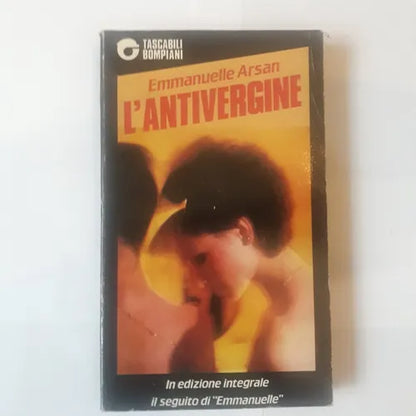 TASCABILI
BOMPIANI
Emmanuelle Arsan
L'ANTIVERGINE
In edizione integrale
il seguito di "Emmanuelle"